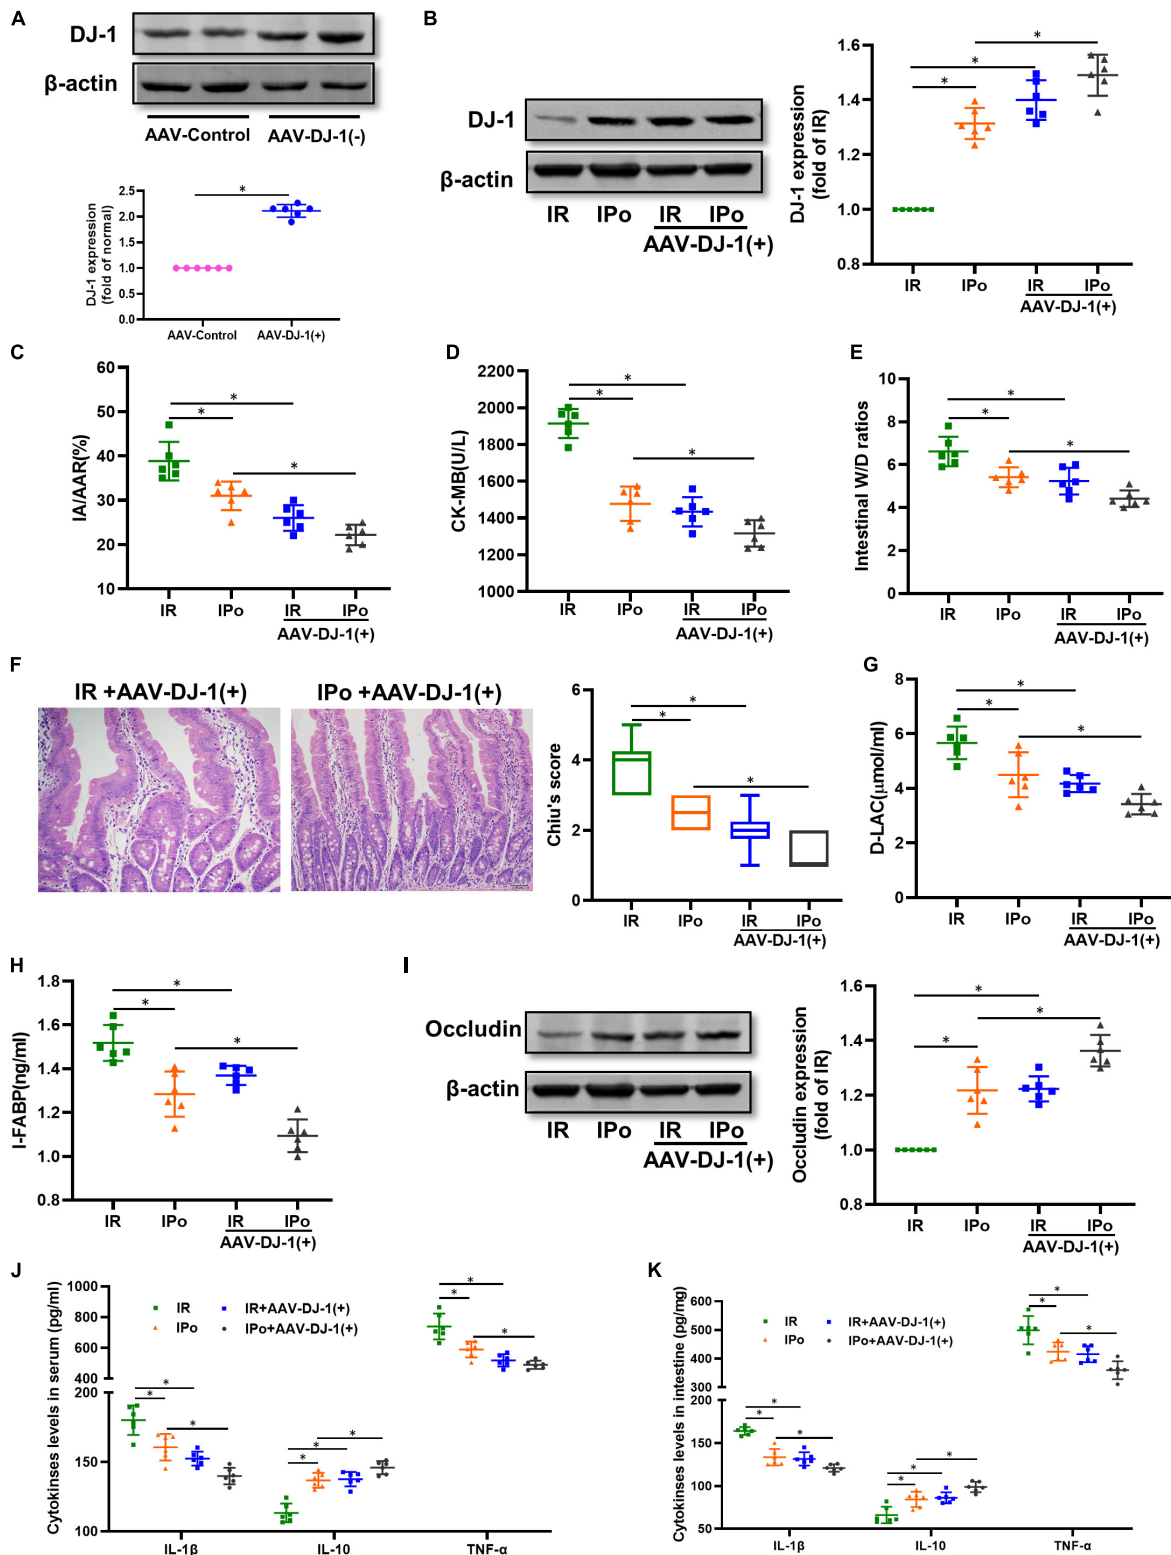 A
DJ-1
β-actin
AAV-Control
AAV-DJ-1(-)
DJ-1 expression
(fold of normal)
2.5
2.0
1.5
1.0
0.5
0.0
*
AAV-Control
AAV-DJ-1(+)
B
DJ-1
β-actin
IR
IPo
IR
IPo
AAV-DJ-1(+)
DJ-1 expression
(fold of IR)
1.6
1.4
1.2
1.0
0.8
*
*
*
IR
IPo
IR
IPo
AAV-DJ-1(+)
C
IA/AAR(%)
60
50
40
30
20
10
*
*
*
IR
IPo
IR
IPo
AAV-DJ-1(+)
D
CK-MB(U/L)
2200
2000
1800
1600
1400
1200
1000
*
*
*
IR
IPo
IR
IPo
AAV-DJ-1(+)
E
Intestinal W/D ratios
10
8
6
4
2
0
*
*
*
IR
IPo
IR
IPo
AAV-DJ-1(+)
F
IR +AAV-DJ-1(+)
IPo +AAV-DJ-1(+)
Chiu's score
6
4
2
0
*
*
*
IR
IPo
IR
IPo
AAV-DJ-1(+)
G
D-LAC(μmol/ml)
8
6
4
2
0
*
*
*
IR
IPo
IR
IPo
AAV-DJ-1(+)
H
I-FABP(ng/ml)
1.8
1.6
1.4
1.2
1.0
0.8
*
*
*
IR
IPo
IR
IPo
AAV-DJ-1(+)
I
Occludin
β-actin
IR
IPo
IR
IPo
AAV-DJ-1(+)
Occludin expression
(fold of IR)
1.6
1.4
1.2
1.0
0.8
*
*
*
IR
IPo
IR
IPo
AAV-DJ-1(+)
J
Cytokinses levels in serum (pg/ml)
1000
800
600
400
200
150
100
IR
IR+AAV-DJ-1(+)
IPo
IPo+AAV-DJ-1(+)
*
*
*
*
*
*
*
*
*
IL-1β
IL-10
TNF-α
K
Cytokinses levels in intestine (pg/mg)
600
500
400
300
200
150
100
50
IR
IR+AAV-DJ-1(+)
IPo
IPo+AAV-DJ-1(+)
*
*
*
*
*
*
*
*
*
IL-1β
IL-10
TNF-α